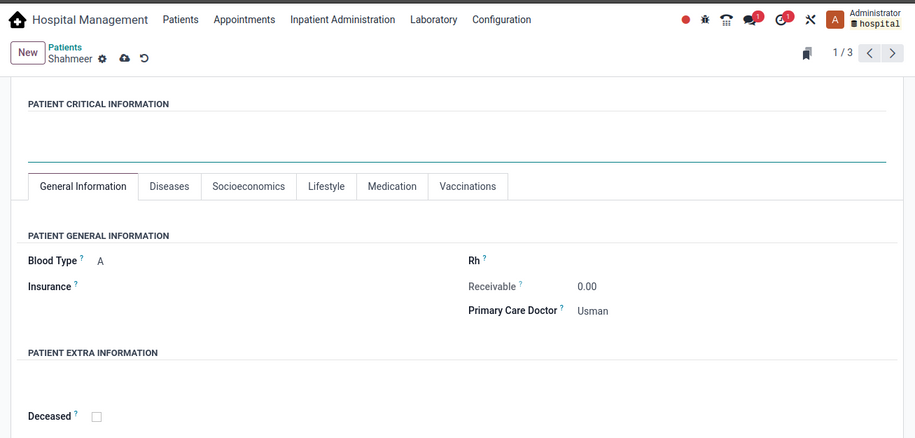 Hospital Management Patients Appointments Inpatient Administration Laboratory Configuration 1 1 A Administrator
hospital
New Patients
Shahmeer 1 / 3
PATIENT CRITICAL INFORMATION
General Information Diseases Socioeconomics Lifestyle Medication Vaccinations
PATIENT GENERAL INFORMATION
Blood Type ? A Rh ?
Insurance ? Receivable ? 0.00
Primary Care Doctor ? Usman
PATIENT EXTRA INFORMATION
Deceased ?